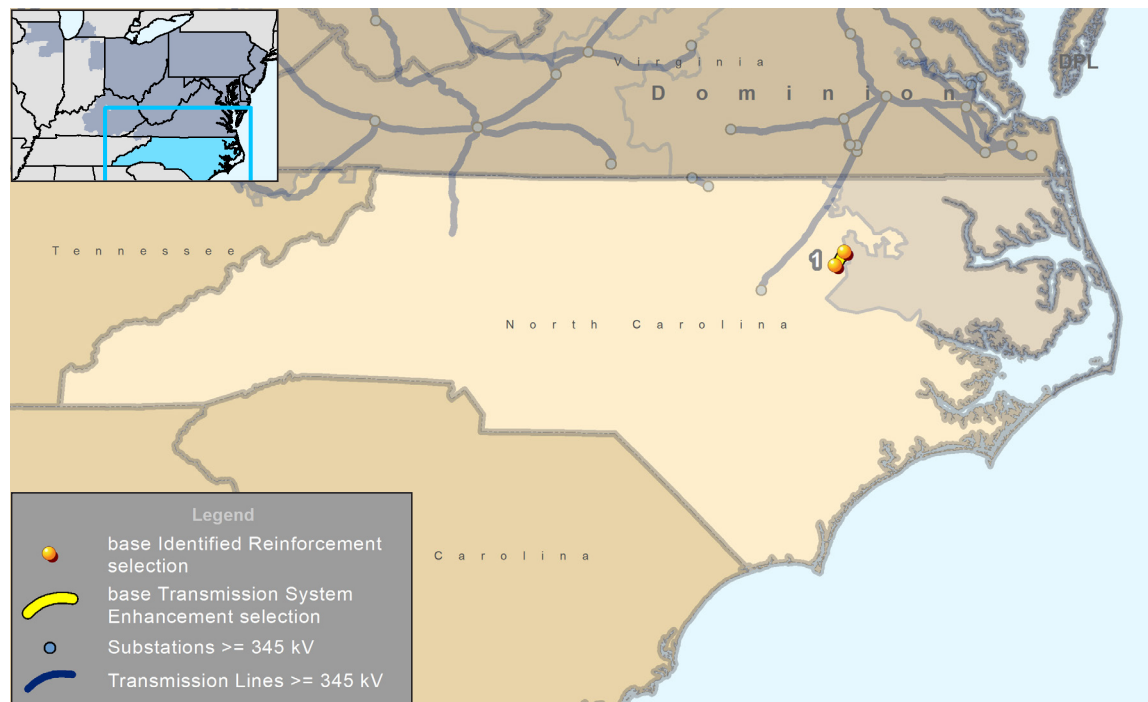 Virginia
Dominion
DPL
Tennessee
1
North Carolina
Carolina
Legend
base Identified Reinforcement
selection
base Transmission System
Enhancement selection
Substations >= 345 kV
Transmission Lines >= 345 kV